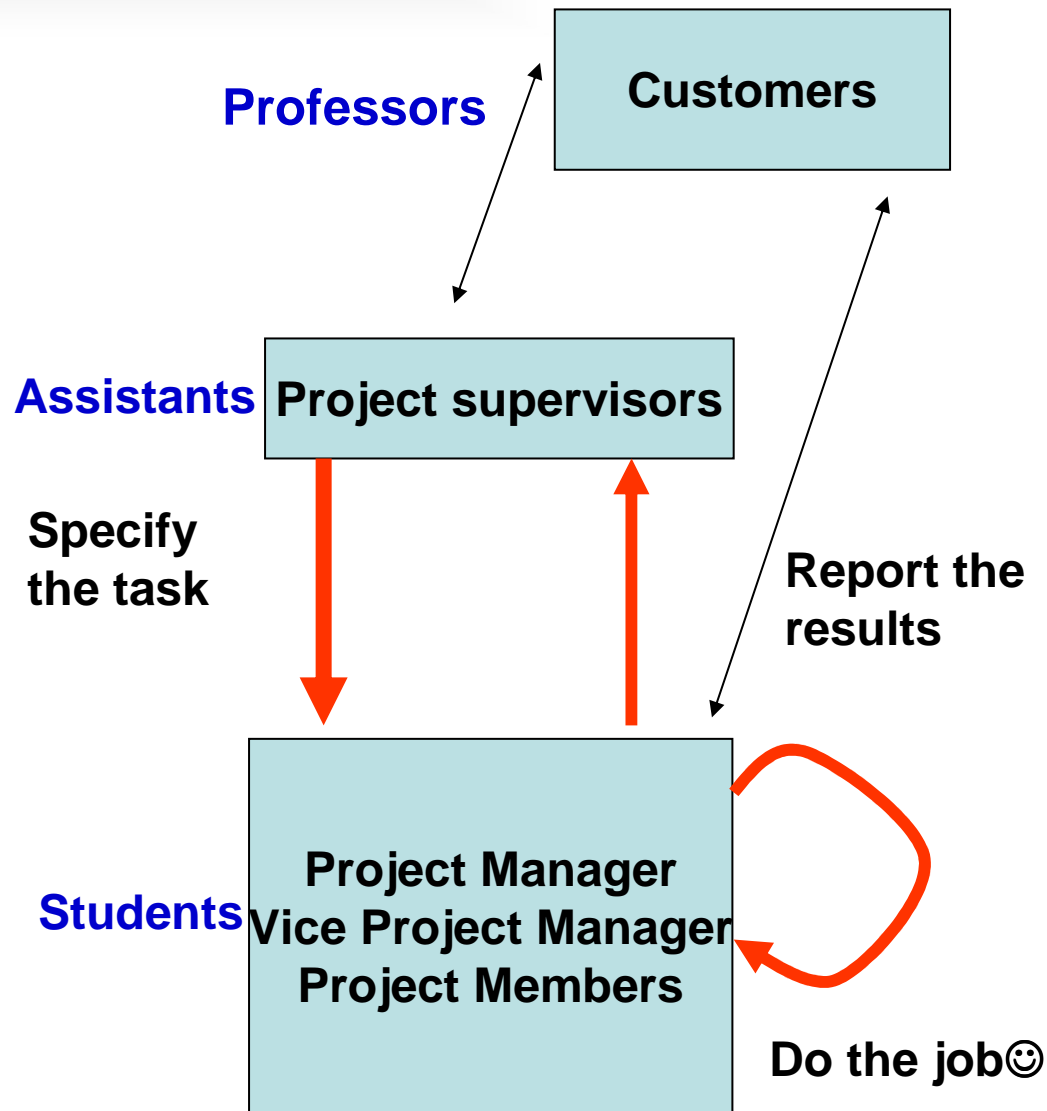 Professors
Customers
Assistants
Project supervisors
Specify
the task
Report the
results
Students
Project Manager
Vice Project Manager
Project Members
Do the job☺